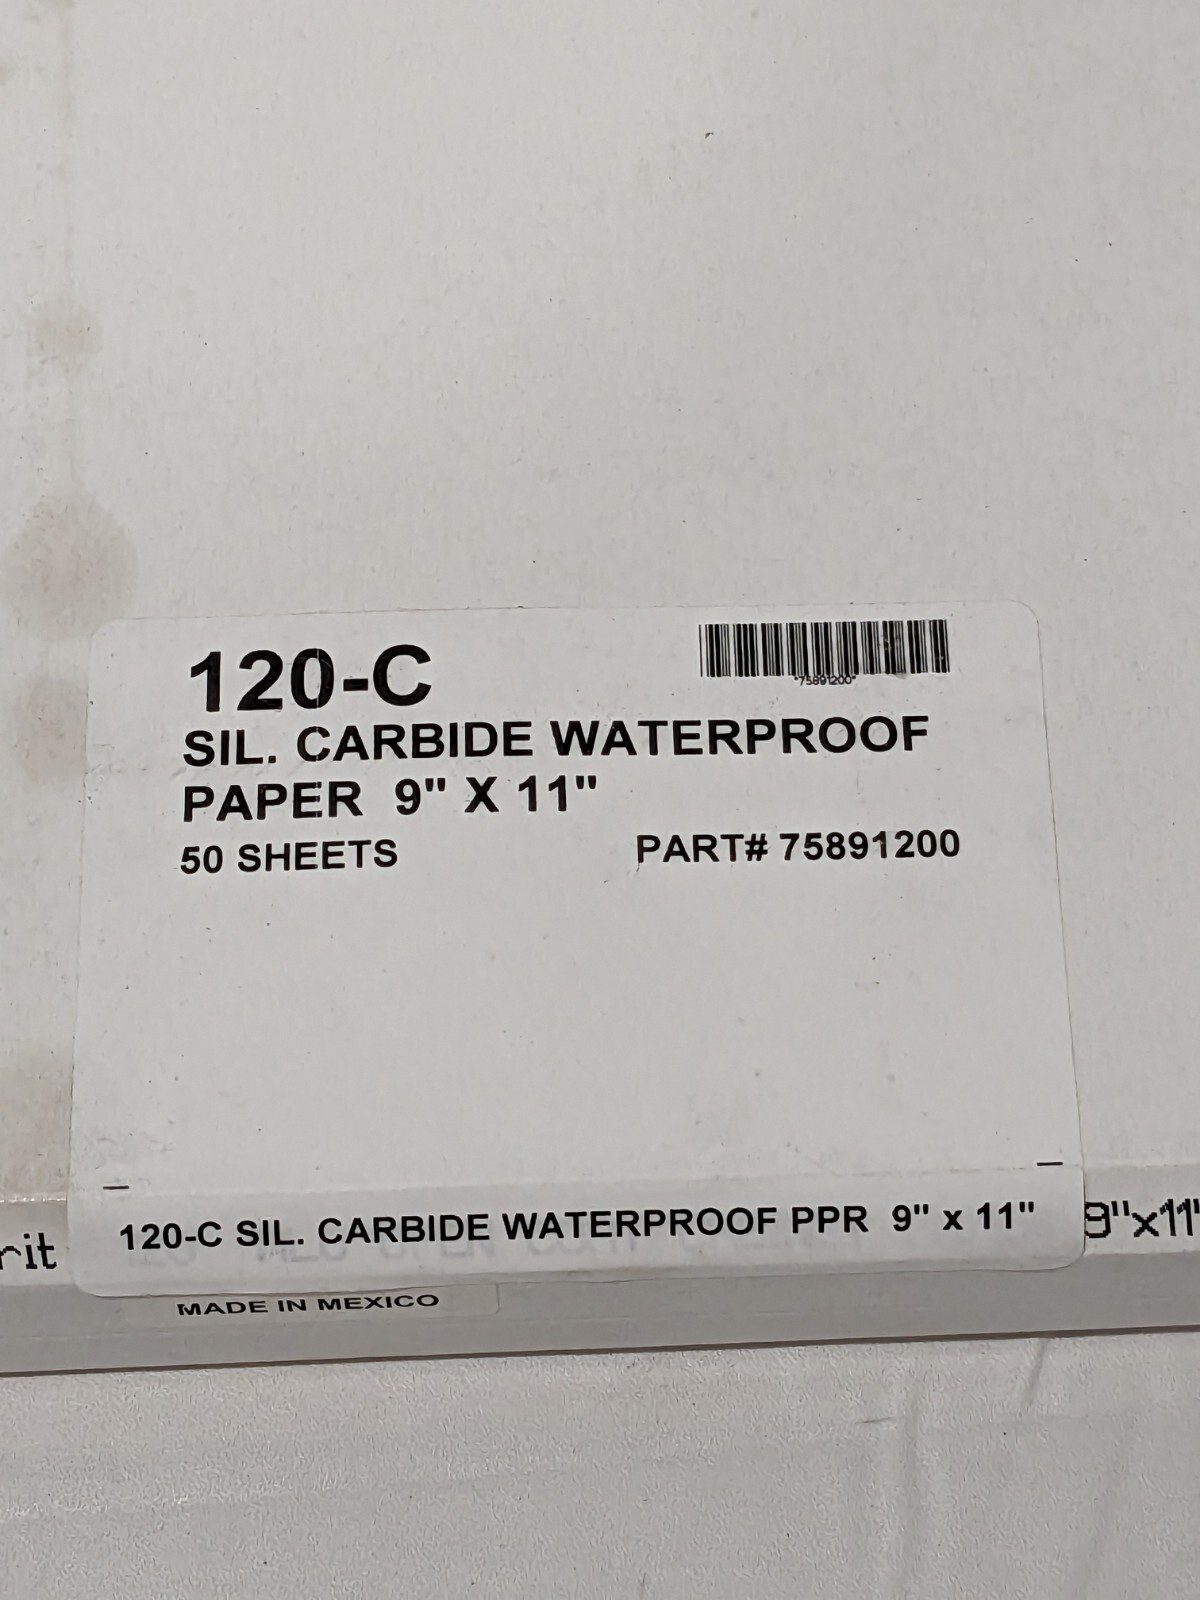 120-C
*75891200*
SIL. CARBIDE WATERPROOF
PAPER 9" X 11"
50 SHEETS PART# 75891200
120-C SIL. CARBIDE WATERPROOF PPR 9" x 11"
rit 9"x11"
MADE IN MEXICO